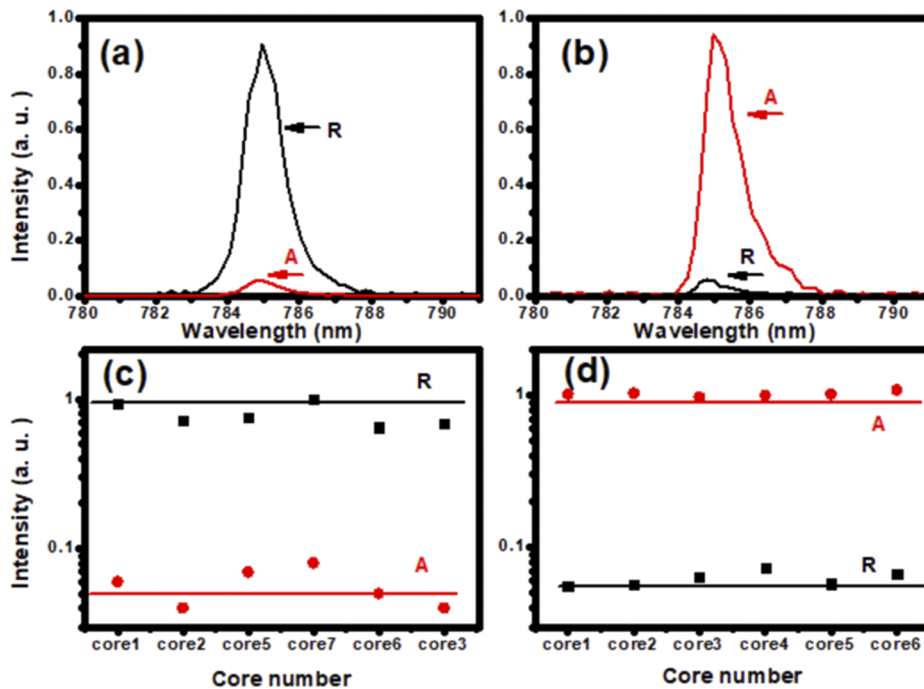 (a)
Intensity (a. u.)
1.0
0.8
0.6
0.4
0.2
0.0
R
A
780 782 784 786 788 790
Wavelength (nm)
(b)
1.0
0.8
0.6
0.4
0.2
0.0
A
R
780 782 784 786 788 790
Wavelength (nm)
(c)
Intensity (a. u.)
1
0.1
R
A
core1 core2 core5 core7 core6 core3
Core number
(d)
1
0.1
A
R
core1 core2 core3 core4 core5 core6
Core number